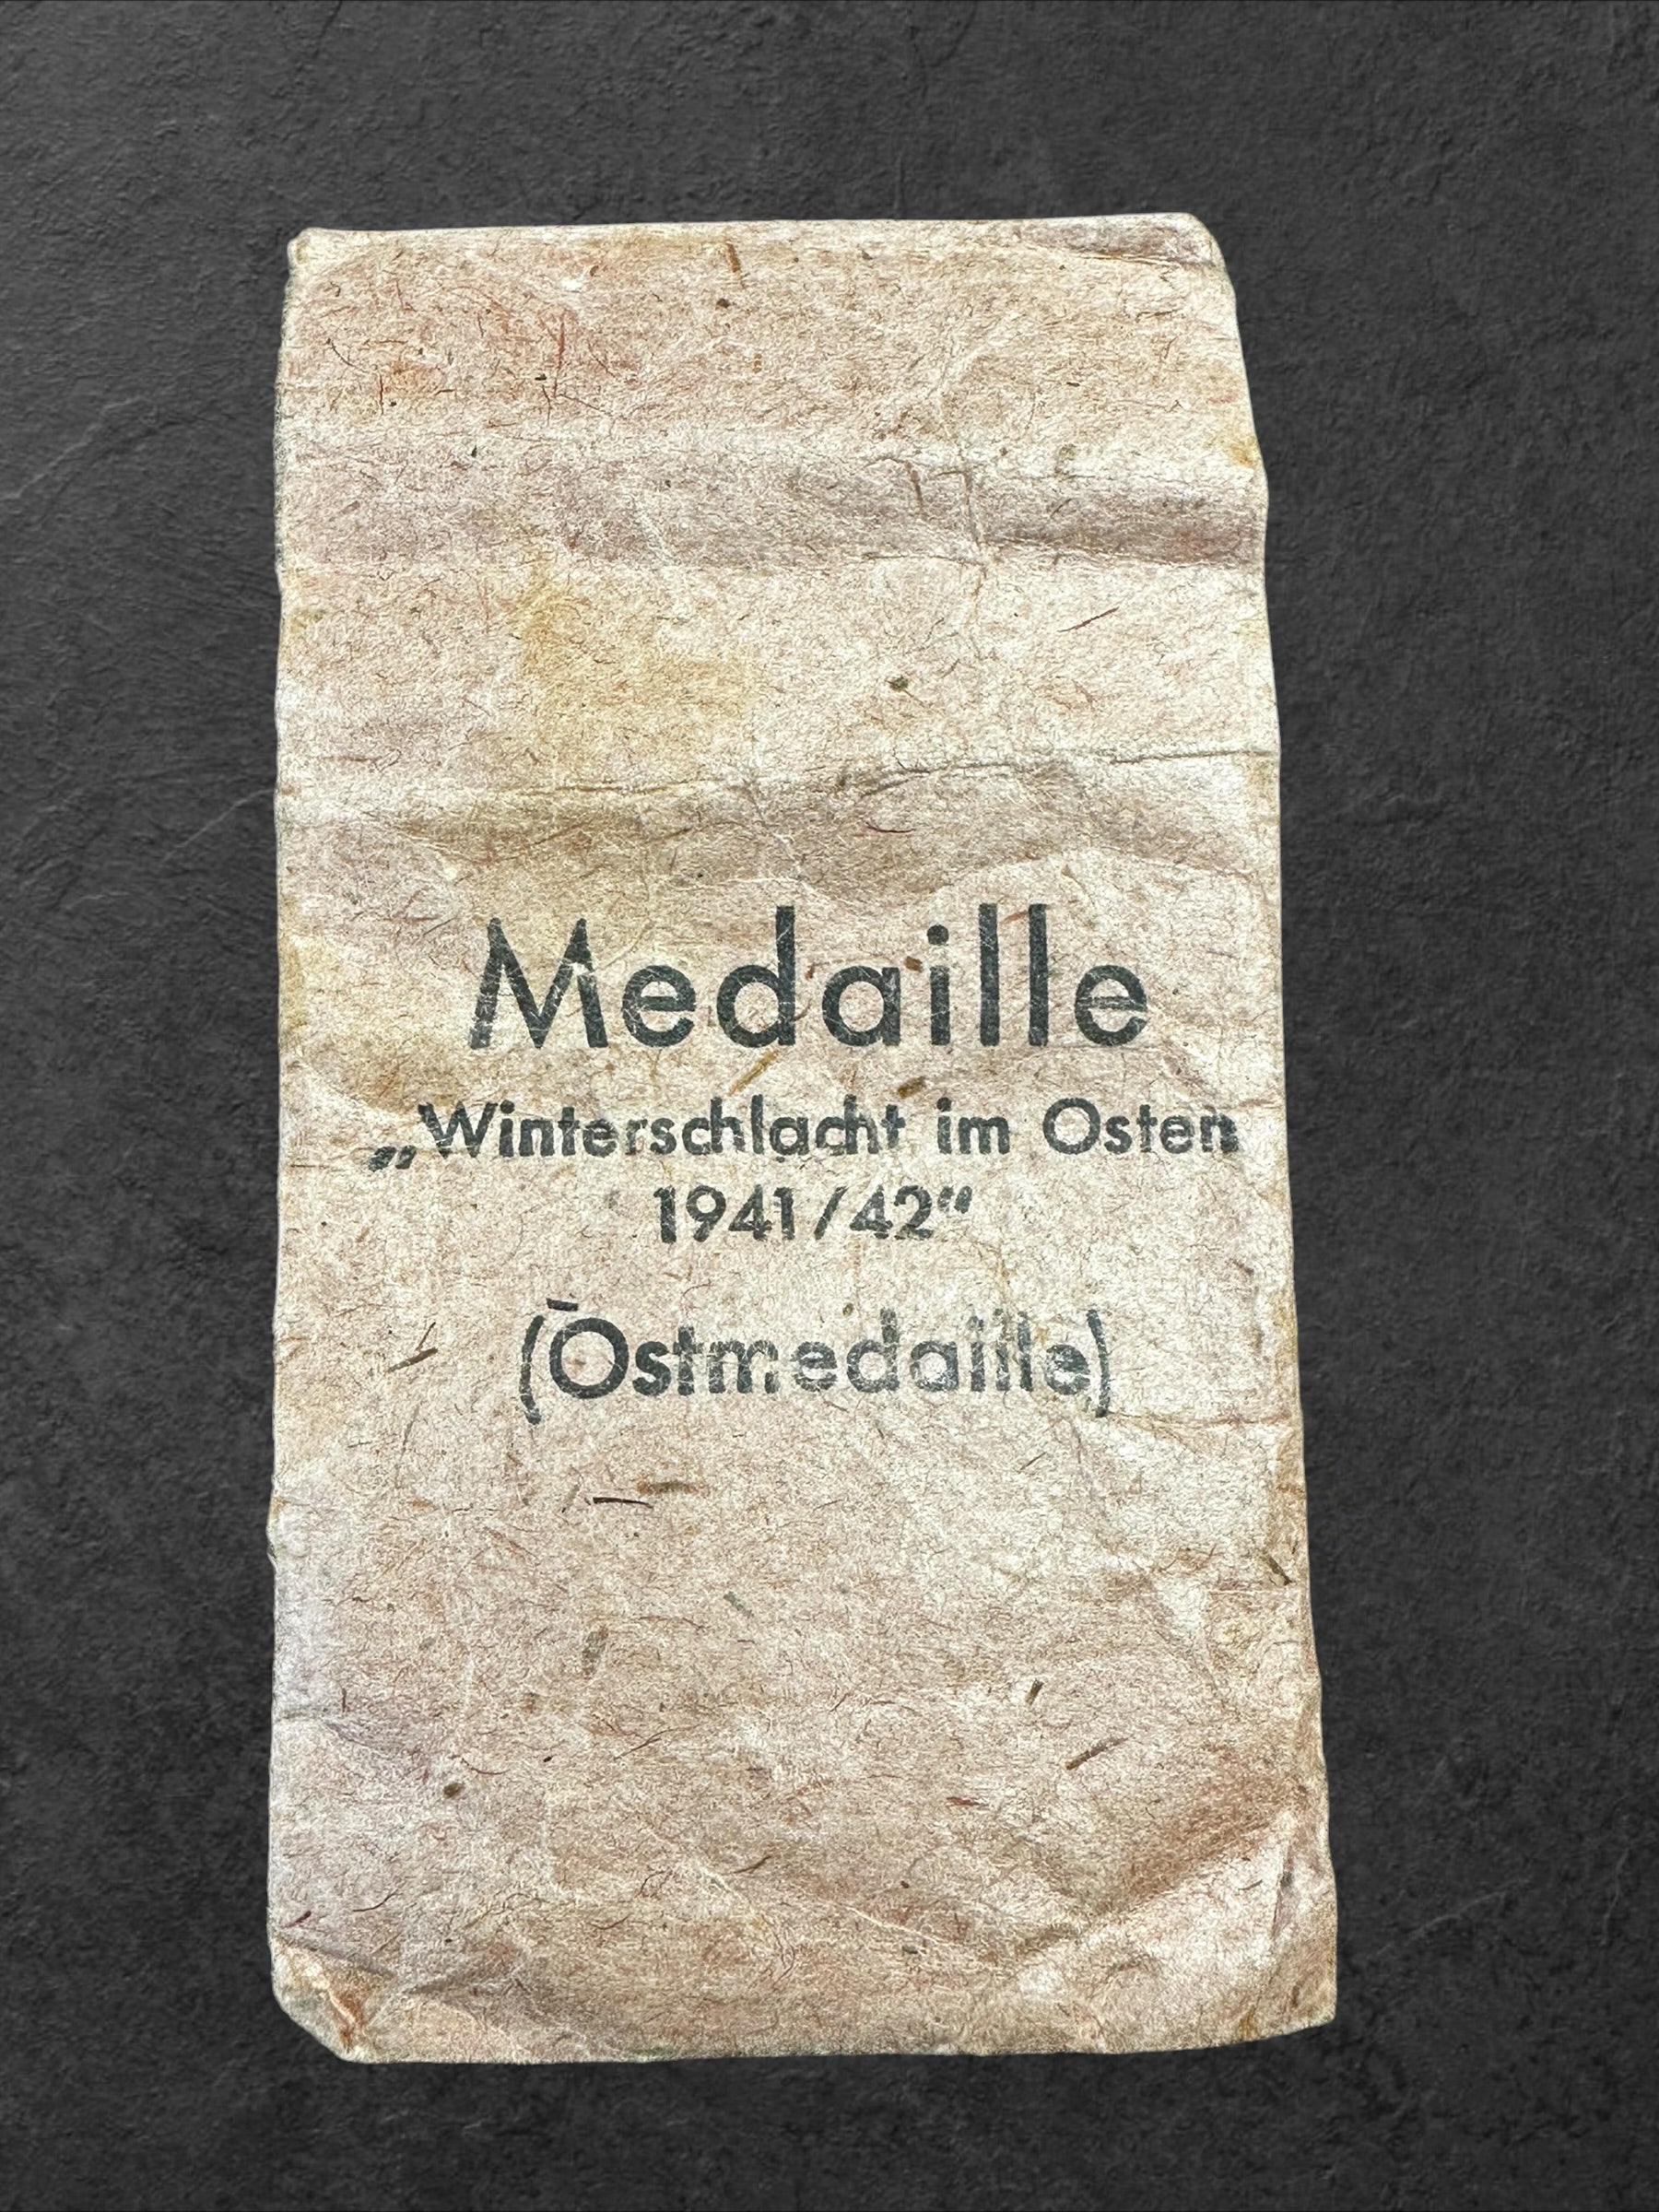 Medaille
„Winterschlacht im Osten
1941/42“
(Ostmedaille)